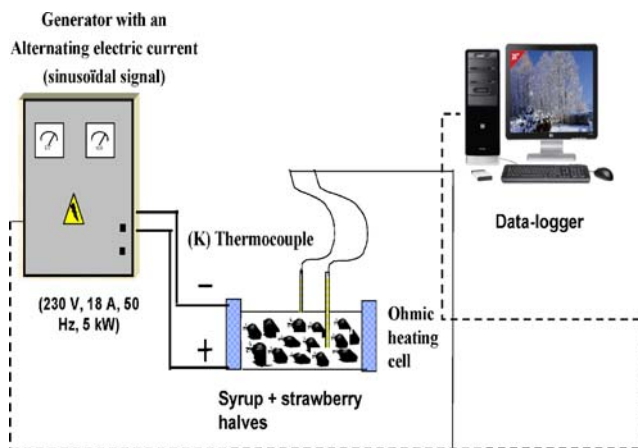 Generator with an
Alternating electric current
(sinusoïdal signal)
(K) Thermocouple
Data-logger
(230 V, 18 A, 50
Hz, 5 kW)
−
+
Ohmic
heating
cell
Syrup + strawberry
halves